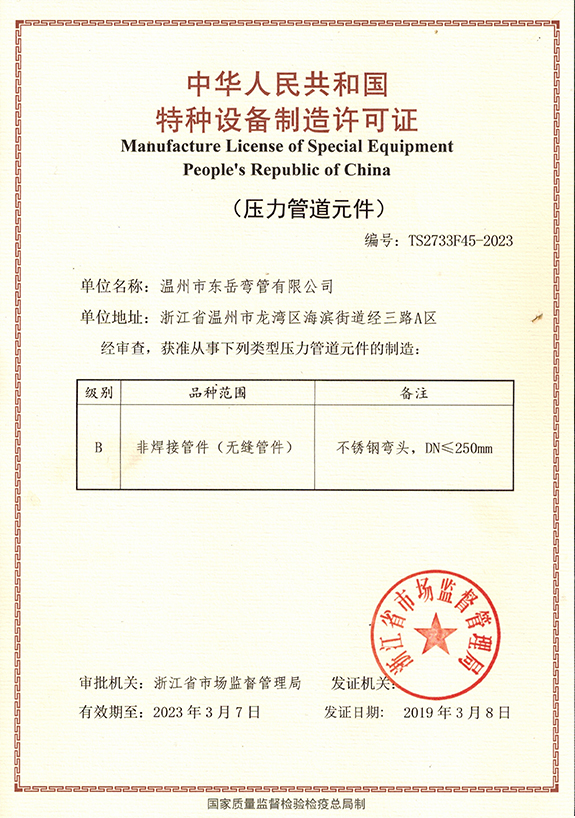 中华人民共和国
特种设备制造许可证
Manufacture License of Special Equipment
People's Republic of China
（压力管道元件）
编号：TS2733F45-2023
单位名称：温州市东岳弯管有限公司
单位地址：浙江省温州市龙湾区海滨街道经三路A区
经审查，获准从事下列类型压力管道元件的制造：
级别 品种范围 备注
B 非焊接管件（无缝管件） 不锈钢弯头，DN≤250mm
浙江省市场监督管理局
审批机关：浙江省市场监督管理局 发证机关：
有效期至：2023年3月7日 发证日期：2019年3月8日
国家质量监督检验检疫总局制